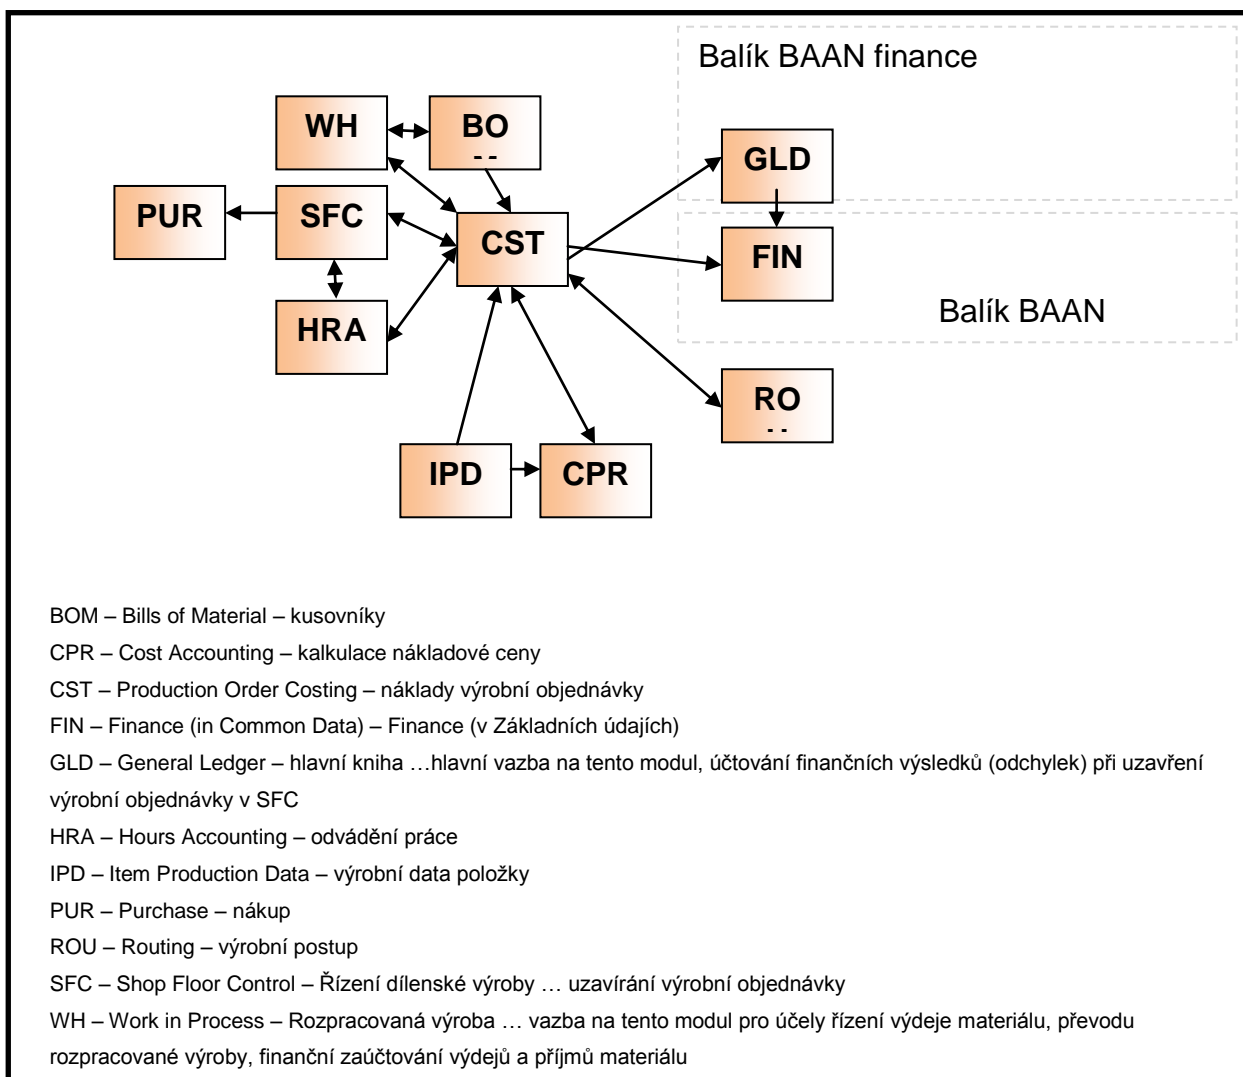 Balík BAAN finance
WH
BO
GLD
PUR
SFC
CST
FIN
HRA
Balík BAAN
RO
IPD
CPR
BOM – Bills of Material – kusovníky
CPR – Cost Accounting – kalkulace nákladové ceny
CST – Production Order Costing – náklady výrobní objednávky
FIN – Finance (in Common Data) – Finance (v Základních údajích)
GLD – General Ledger – hlavní kniha …hlavní vazba na tento modul, účtování finančních výsledků (odchylek) při uzavření
výrobní objednávky v SFC
HRA – Hours Accounting – odvádění práce
IPD – Item Production Data – výrobní data položky
PUR – Purchase – nákup
ROU – Routing – výrobní postup
SFC – Shop Floor Control – Řízení dílenské výroby … uzavírání výrobní objednávky
WH – Work in Process – Rozpracovaná výroba … vazba na tento modul pro účely řízení výdeje materiálu, převodu
rozpracované výroby, finanční zaúčtování výdejů a příjmů materiálu